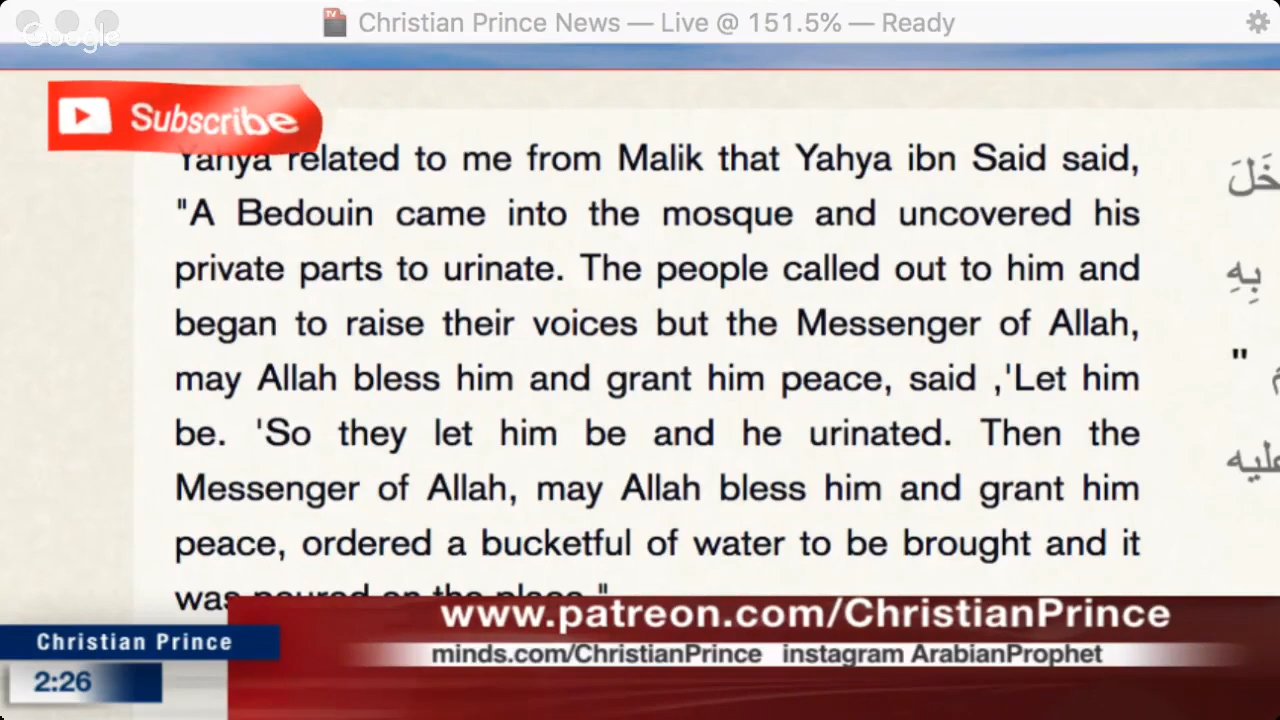 Christian Prince News — Live @ 151.5% — Ready
Google
Subscribe
Yahya related to me from Malik that Yahya ibn Said said,
"A Bedouin came into the mosque and uncovered his
private parts to urinate. The people called out to him and
began to raise their voices but the Messenger of Allah,
may Allah bless him and grant him peace, said ,'Let him
be. 'So they let him be and he urinated. Then the
Messenger of Allah, may Allah bless him and grant him
peace, ordered a bucketful of water to be brought and it
was poured on the place."
به
"
عليه
www.patreon.com/ChristianPrince
minds.com/ChristianPrince instagram ArabianProphet
Christian Prince
2:26